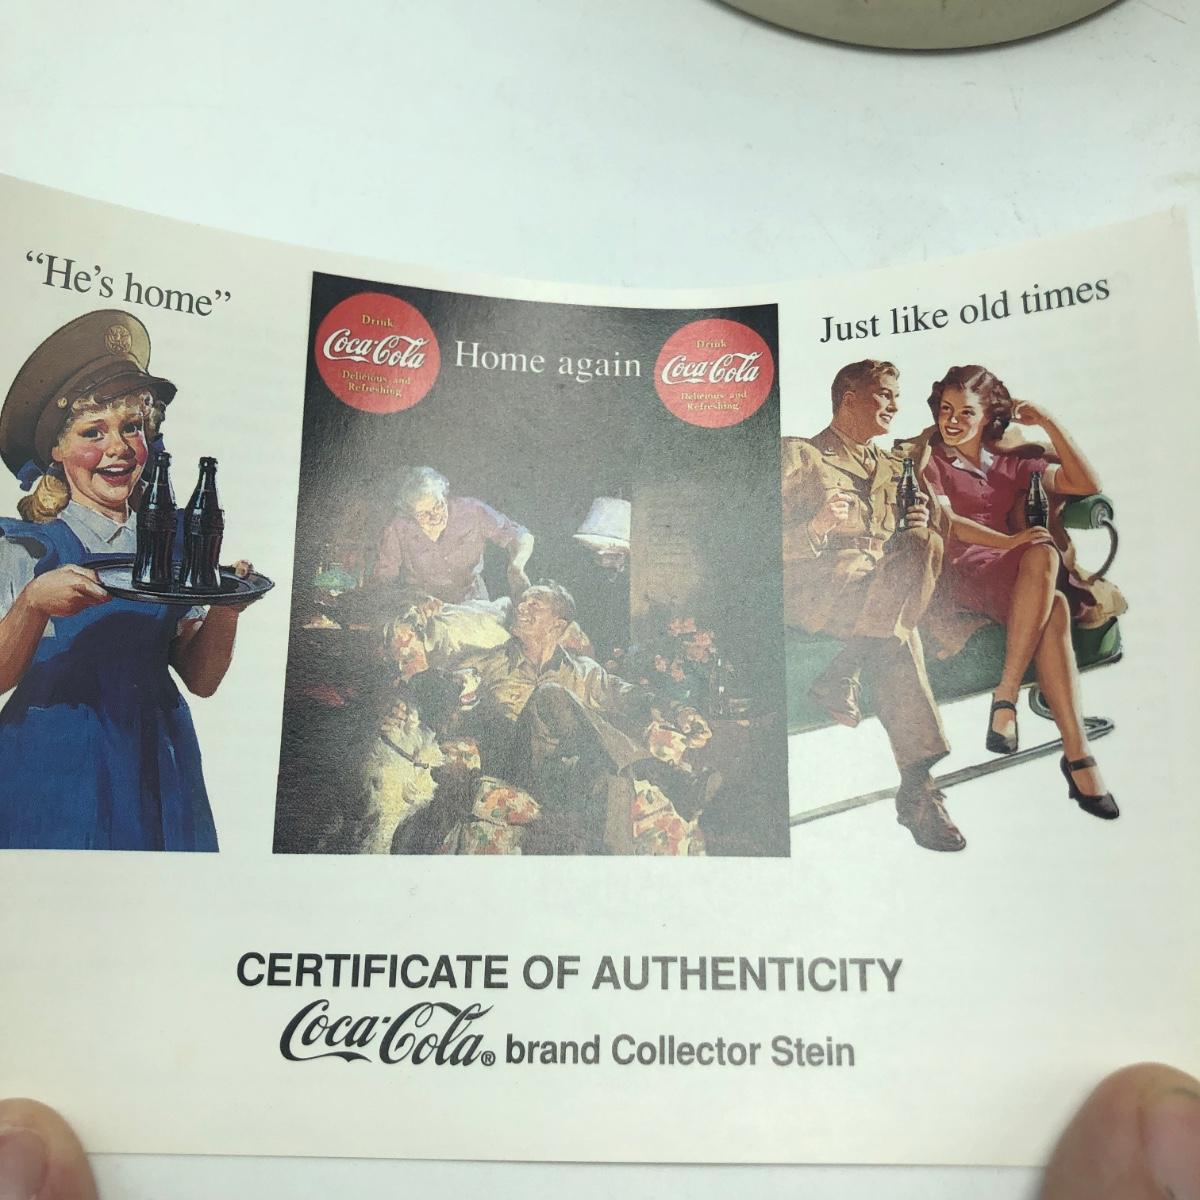 “He’s home”
Drink
Coca-Cola
Delicious and
Refreshing
Home again
Drink
Coca-Cola
Delicious and
Refreshing
Just like old times
CERTIFICATE OF AUTHENTICITY
Coca-Cola® brand Collector Stein